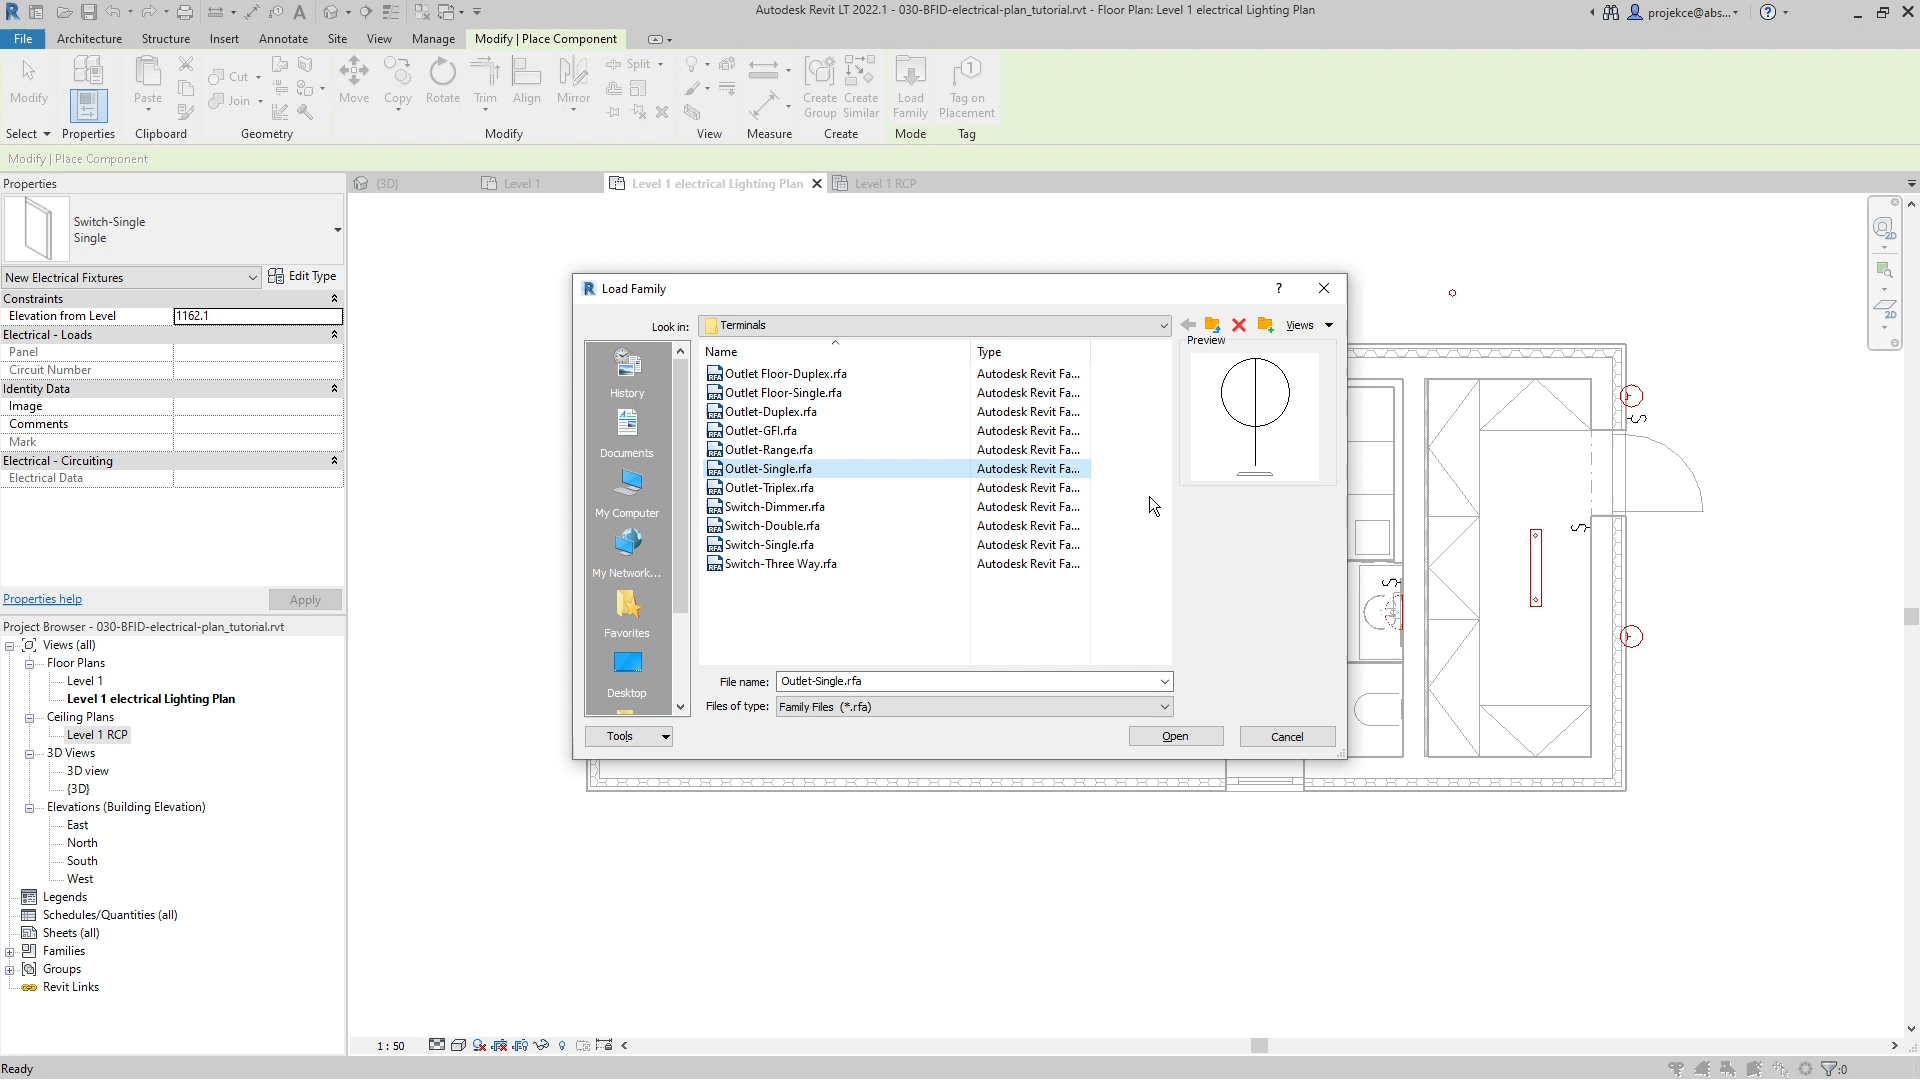 Autodesk Revit LT 2022.1 - 030-BFID-electrical-plan_tutorial.rvt - Floor Plan: Level 1 electrical Lighting Plan
projekce@abs...
File Architecture Structure Insert Annotate Site View Manage Modify | Place Component
Modify Paste Cut Join Move Copy Rotate Trim Align Mirror Split Create Group Create Similar Load Family Tag on Placement
Select Properties Clipboard Geometry Modify View Measure Create Mode Tag
Modify | Place Component
Properties
{3D} Level 1 Level 1 electrical Lighting Plan Level 1 RCP
Switch-Single
Single
New Electrical Fixtures Edit Type
Constraints
Elevation from Level 1162.1
Electrical - Loads
Panel
Circuit Number
Identity Data
Image
Comments
Mark
Electrical - Circuiting
Electrical Data
Properties help Apply
Project Browser - 030-BFID-electrical-plan_tutorial.rvt
Views (all)
Floor Plans
Level 1
Level 1 electrical Lighting Plan
Ceiling Plans
Level 1 RCP
3D Views
3D view
{3D}
Elevations (Building Elevation)
East
North
South
West
Legends
Schedules/Quantities (all)
Sheets (all)
Families
Groups
Revit Links
Load Family
Look in: Terminals Views
Preview
Name Type
Outlet Floor-Duplex.rfa Autodesk Revit Fa...
Outlet Floor-Single.rfa Autodesk Revit Fa...
Outlet-Duplex.rfa Autodesk Revit Fa...
Outlet-GFI.rfa Autodesk Revit Fa...
Outlet-Range.rfa Autodesk Revit Fa...
Outlet-Single.rfa Autodesk Revit Fa...
Outlet-Triplex.rfa Autodesk Revit Fa...
Switch-Dimmer.rfa Autodesk Revit Fa...
Switch-Double.rfa Autodesk Revit Fa...
Switch-Single.rfa Autodesk Revit Fa...
Switch-Three Way.rfa Autodesk Revit Fa...
History
Documents
My Computer
My Network...
Favorites
Desktop
File name: Outlet-Single.rfa
Files of type: Family Files (*.rfa)
Tools Open Cancel
2D
2D
1 : 50
Ready
:0